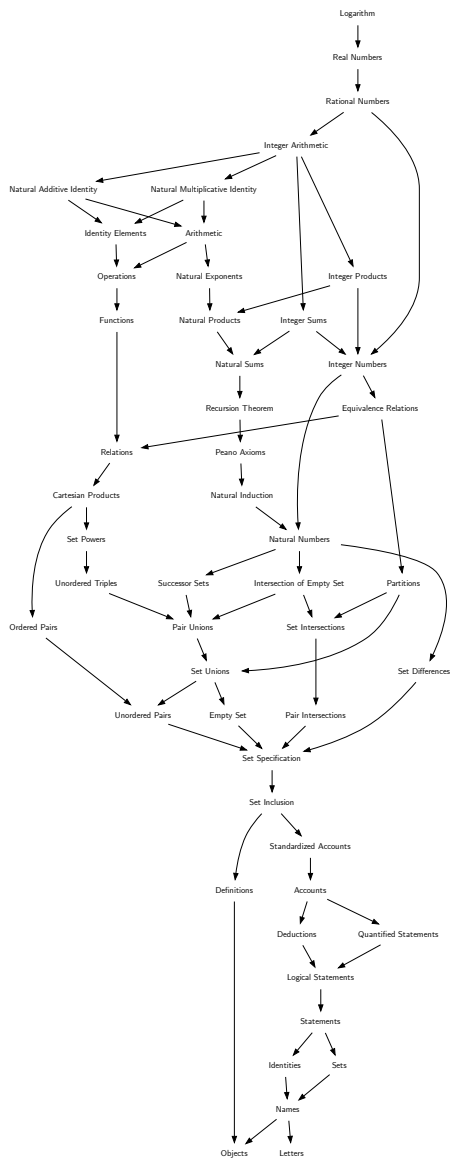 Logarithm
Real Numbers
Rational Numbers
Integer Arithmetic
Natural Additive Identity
Natural Multiplicative Identity
Identity Elements
Arithmetic
Operations
Natural Exponents
Integer Products
Functions
Natural Products
Integer Sums
Natural Sums
Integer Numbers
Recursion Theorem
Equivalence Relations
Relations
Peano Axioms
Cartesian Products
Natural Induction
Set Powers
Natural Numbers
Unordered Triples
Successor Sets
Intersection of Empty Set
Partitions
Ordered Pairs
Pair Unions
Set Intersections
Set Unions
Set Differences
Unordered Pairs
Empty Set
Pair Intersections
Set Specification
Set Inclusion
Standardized Accounts
Definitions
Accounts
Deductions
Quantified Statements
Logical Statements
Statements
Identities
Sets
Names
Objects
Letters